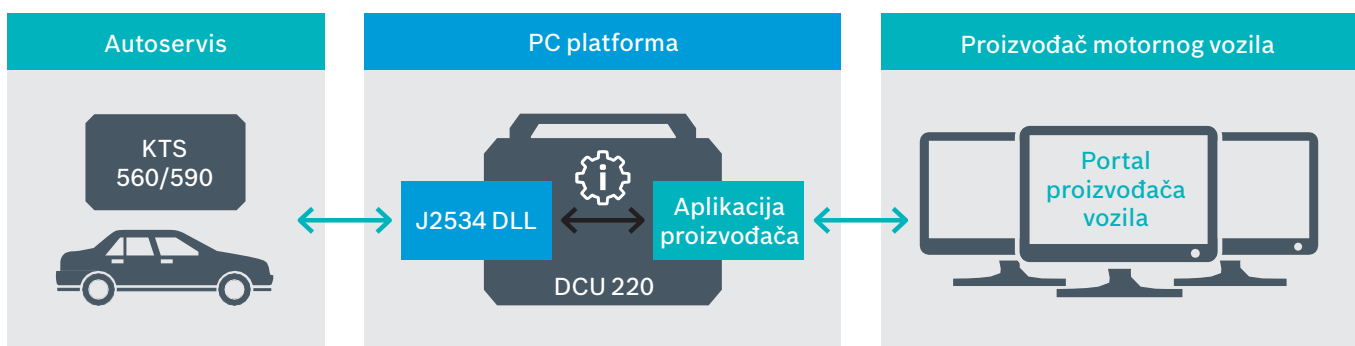 Autoservis
PC platforma
Proizvođač motornog vozila
KTS
560/590
J2534 DLL
Aplikacija
proizvođača
DCU 220
Portal
proizvođača
vozila